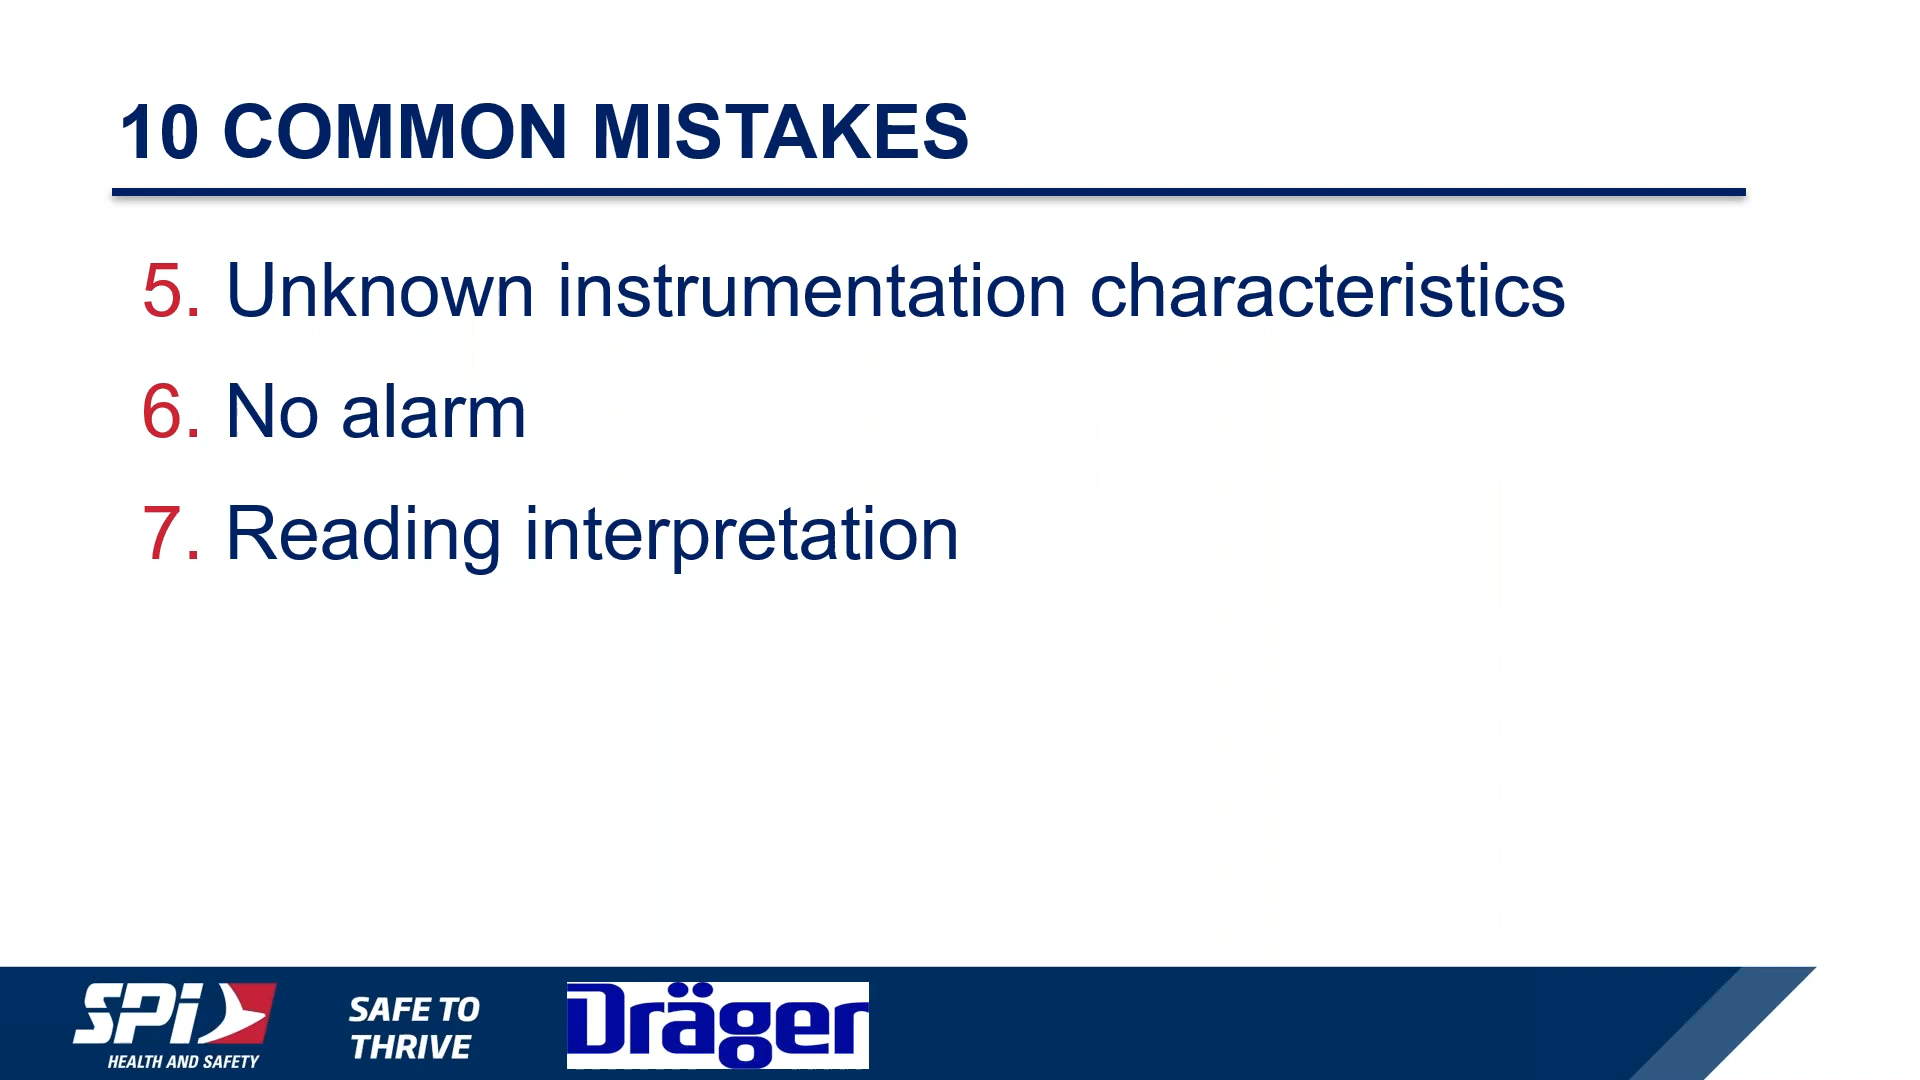 10 COMMON MISTAKES
5. Unknown instrumentation characteristics
6. No alarm
7. Reading interpretation
SPi
HEALTH AND SAFETY
SAFE TO
THRIVE
Dräger